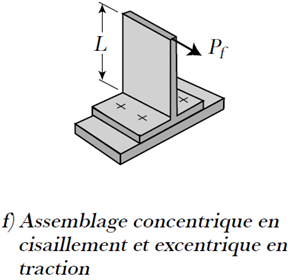 L
P_f
f) Assemblage concentrique en
cisaillement et excentrique en
traction